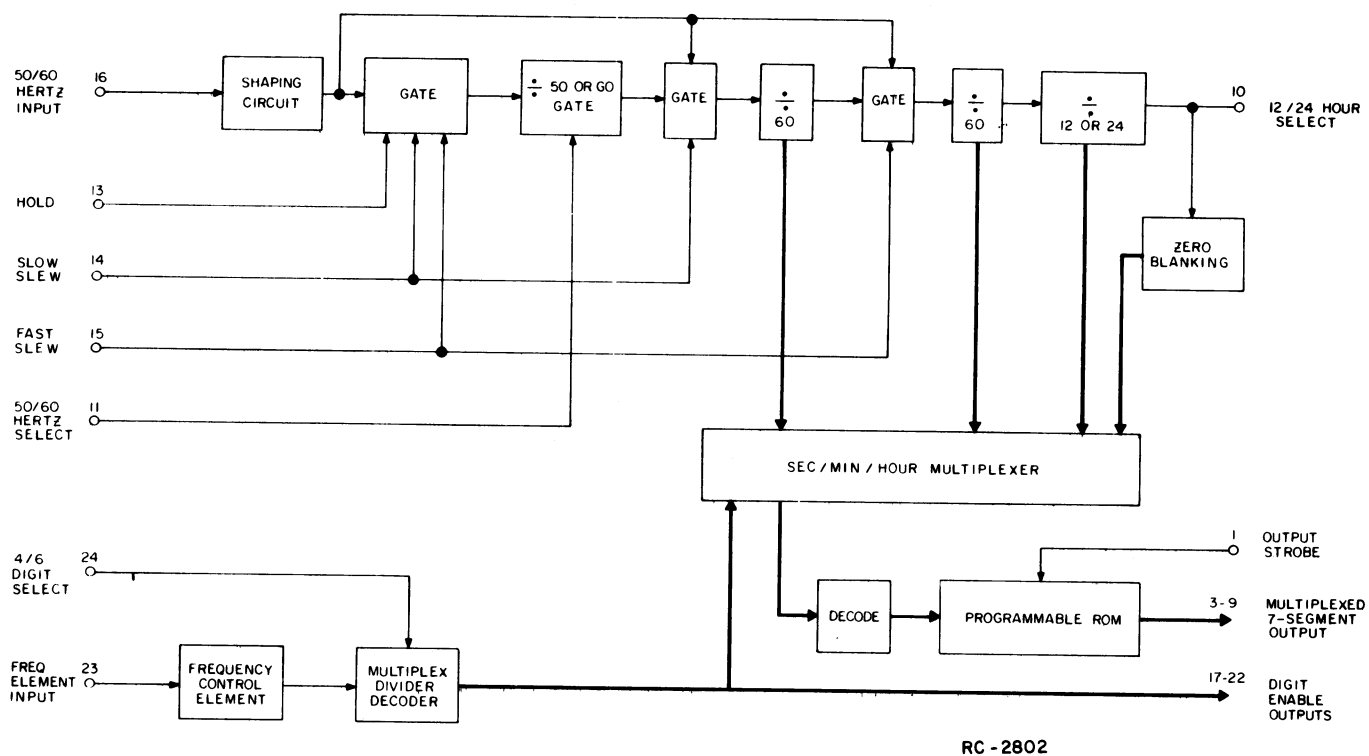 50/60
HERTZ
INPUT
16
SHAPING
CIRCUIT
GATE
÷ 50 OR GO
GATE
GATE
÷
60
GATE
÷
60
÷
12 OR 24
10
12/24 HOUR
SELECT
HOLD
13
SLOW
SLEW
14
FAST
SLEW
15
50/60
HERTZ
SELECT
11
ZERO
BLANKING
SEC/MIN/HOUR MULTIPLEXER
4/6
DIGIT
SELECT
24
1
OUTPUT
STROBE
DECODE
PROGRAMMABLE ROM
3-9
MULTIPLEXED
7-SEGMENT
OUTPUT
FREQ
ELEMENT
INPUT
23
FREQUENCY
CONTROL
ELEMENT
MULTIPLEX
DIVIDER
DECODER
17-22
DIGIT
ENABLE
OUTPUTS
RC-2802